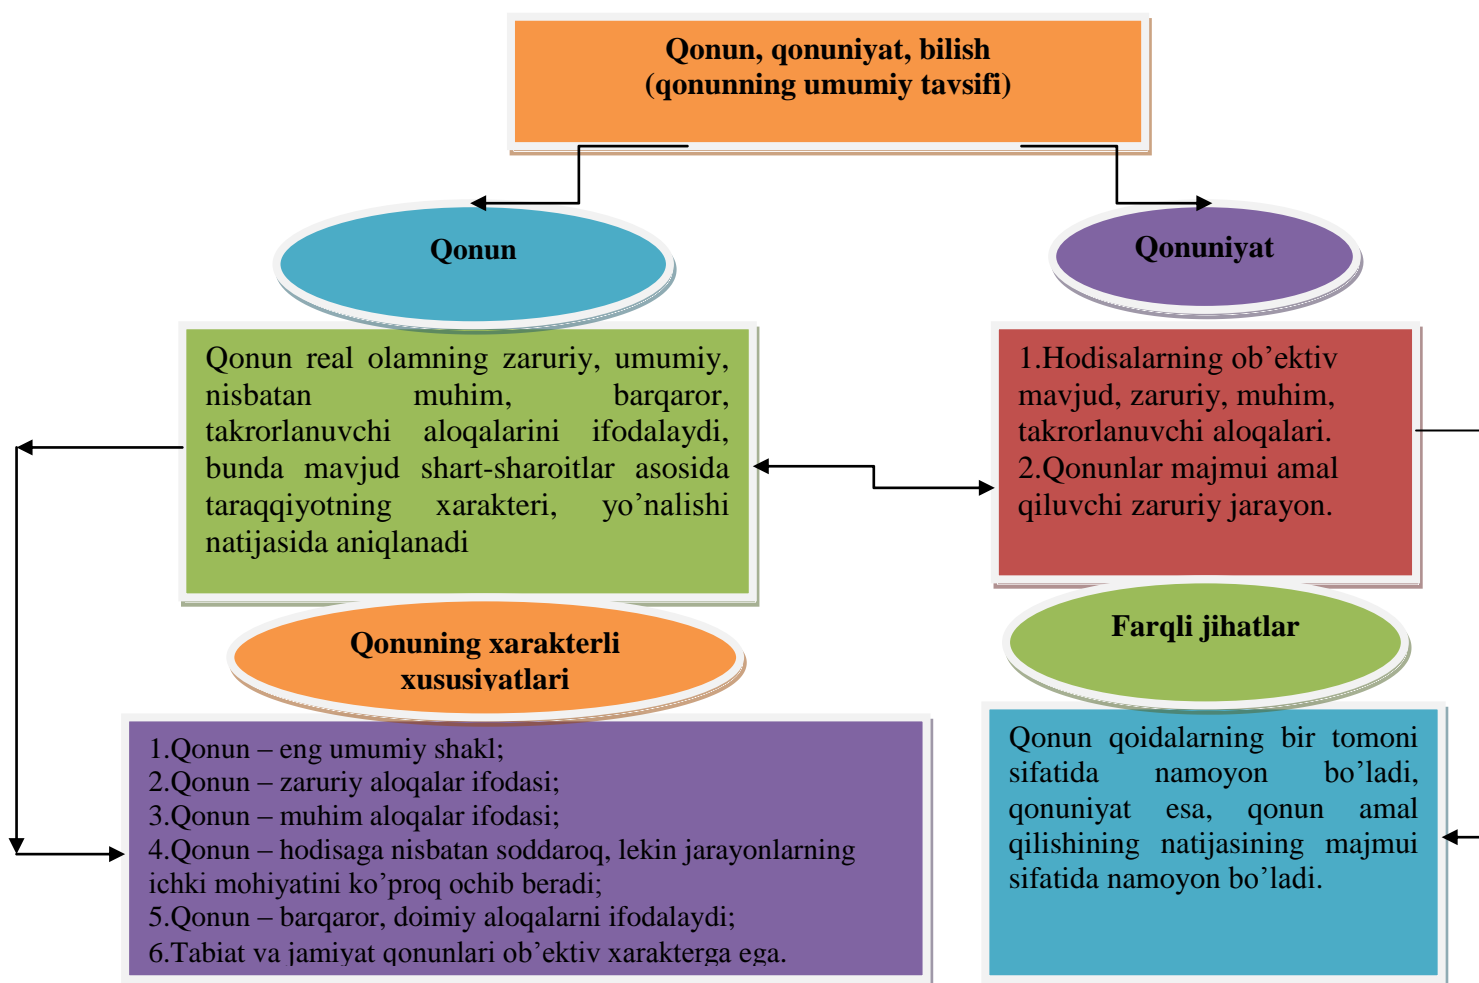 Qonun, qonuniyat, bilish
(qonunning umumiy tavsifi)
Qonun
Qonuniyat
Qonun real olamning zaruriy, umumiy,
nisbatan muhim, barqaror,
takrorlanuvchi aloqalarini ifodalaydi,
bunda mavjud shart-sharoitlar asosida
taraqqiyotning xarakteri, yo’nalishi
natijasida aniqlanadi
1.Hodisalarning ob’ektiv
mavjud, zaruriy, muhim,
takrorlanuvchi aloqalari.
2.Qonunlar majmui amal
qiluvchi zaruriy jarayon.
Qonuning xarakterli
xususiyatlari
Farqli jihatlar
1.Qonun – eng umumiy shakl;
2.Qonun – zaruriy aloqalar ifodasi;
3.Qonun – muhim aloqalar ifodasi;
4.Qonun – hodisaga nisbatan soddaroq, lekin jarayonlarning
ichki mohiyatini ko’proq ochib beradi;
5.Qonun – barqaror, doimiy aloqalarni ifodalaydi;
6.Tabiat va jamiyat qonunlari ob’ektiv xarakterga ega.
Qonun qoidalarning bir tomoni
sifatida namoyon bo’ladi,
qonuniyat esa, qonun amal
qilishining natijasining majmui
sifatida namoyon bo’ladi.